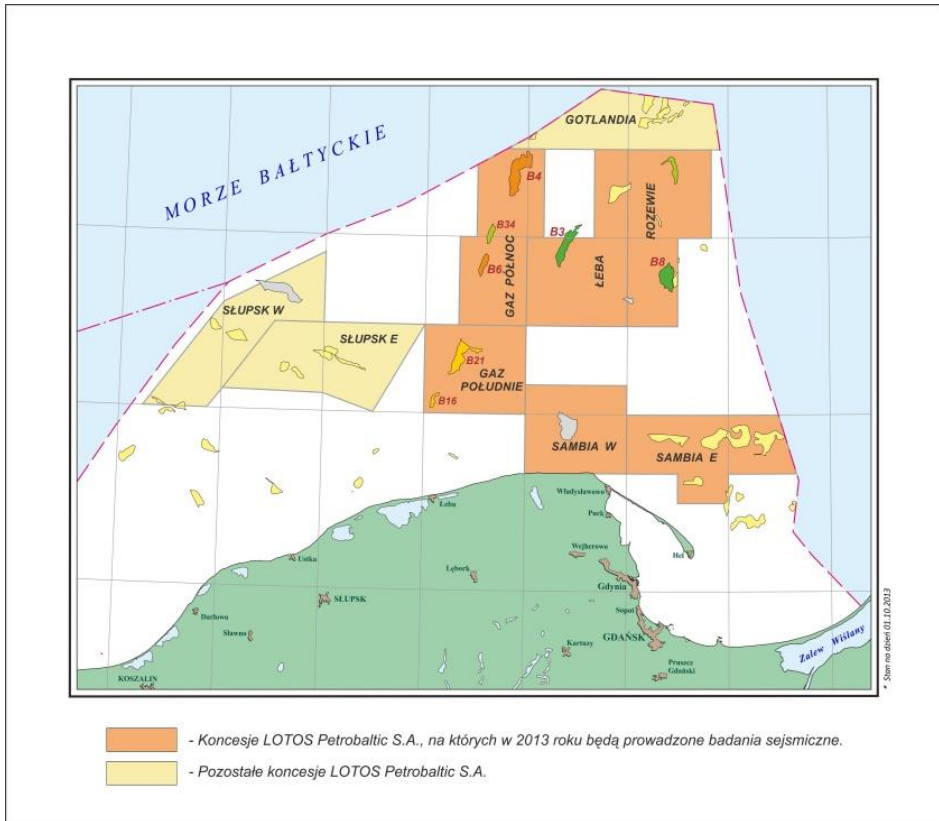 GOTLANDIA
MORZE BAŁTYCKIE
B4
ROZEWIE
B34
B3
GAZ PÓŁNOC
ŁEBA
B6
B8
SŁUPSK W
SŁUPSK E
B21
GAZ
POŁUDNIE
B16
SAMBIA W
SAMBIA E
Władysławowo
Łeba
Puck
Wejherowo
Hel
Ustka
Lębork
Gdynia
SŁUPSK
Sopot
Darłowo
Sławno
GDAŃSK
Kartuzy
Zalew Wiślany
Pruszcz
Gdański
KOSZALIN
* Stan na dzień 01.10.2013
- Koncesje LOTOS Petrobaltic S.A., na których w 2013 roku będą prowadzone badania sejsmiczne.
- Pozostałe koncesje LOTOS Petrobaltic S.A.